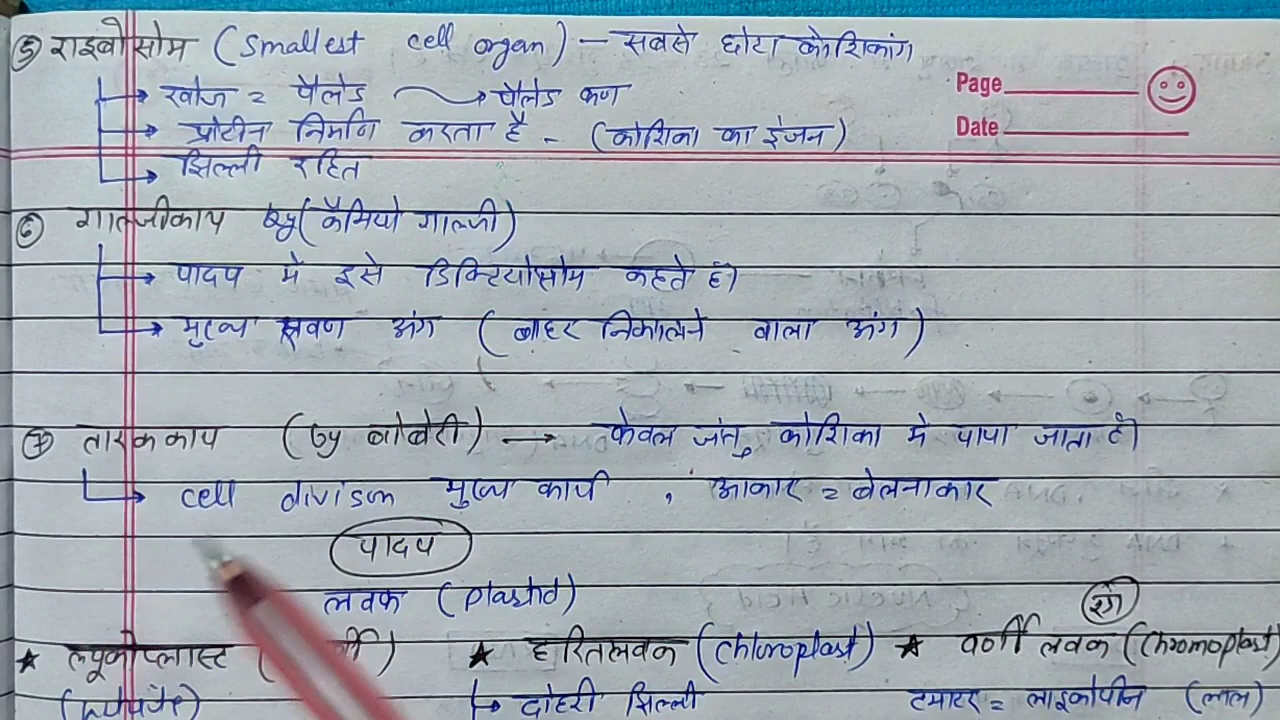 ⑤ राइबोसोम (smallest cell organ) - सबसे छोटा कोशिकांग
→ खोज = पैलेड → पैलेड कण
Page
→ प्रोटीन निर्माण करता है - (कोशिका का इंजन)
Date
→ झिल्ली रहित
⑥ गाल्जीकाय by (कैमियो गाल्जी)
→ पादप मे इसे डिक्टियोसोम कहते है।
→ मुख्य स्रवण अंग (बाहर निकालने वाला अंग)
⑦ तारककाय (by बोबेरी) → केवल जंतु कोशिका मे पाया जाता है।
→ cell divison मुख्य कार्य , आकार = बेलनाकार
पादप
लवक (plastid)
रंग
★ ल्यूकोप्लास्ट ★ हरितलवक (chloroplast) ★ वर्णी लवक (Chromoplast)
(white) → दोहरी झिल्ली टमाटर = लाइकोपीन (लाल)